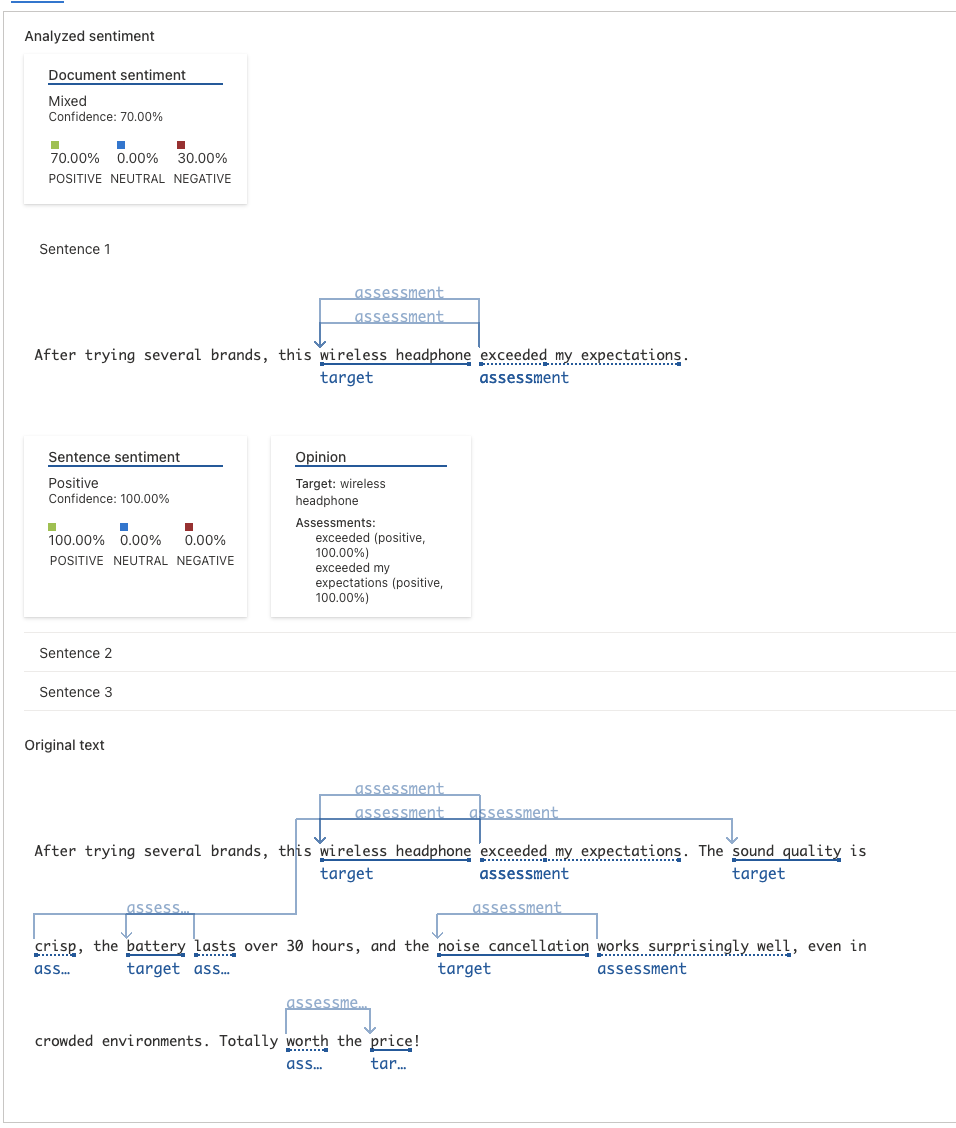 Analyzed sentiment
Document sentiment
Mixed
Confidence: 70.00%
70.00% 0.00% 30.00%
POSITIVE NEUTRAL NEGATIVE
Sentence 1
assessment
assessment
After trying several brands, this wireless headphone exceeded my expectations.
target assessment
Sentence sentiment
Positive
Confidence: 100.00%
100.00% 0.00% 0.00%
POSITIVE NEUTRAL NEGATIVE
Opinion
Target: wireless
headphone
Assessments:
exceeded (positive,
100.00%)
exceeded my
expectations (positive,
100.00%)
Sentence 2
Sentence 3
Original text
assessment
assessment assessment
After trying several brands, this wireless headphone exceeded my expectations. The sound quality is
target assessment target
assess… assessment
crisp, the battery lasts over 30 hours, and the noise cancellation works surprisingly well, even in
ass… target ass… target assessment
assessme…
crowded environments. Totally worth the price!
ass… tar…